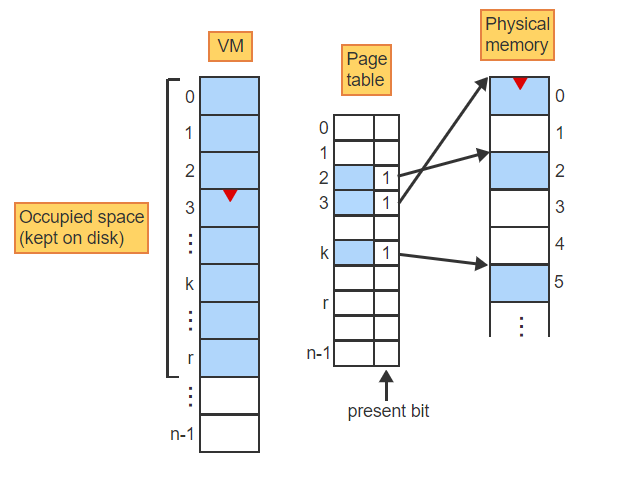 VM
Page
table
Physical
memory
Occupied space
(kept on disk)
0
1
2
3
⋮
k
⋮
r
⋮
n-1
0
1
2 1
3 1
k 1
r
n-1
present bit
0
1
2
3
4
5
⋮